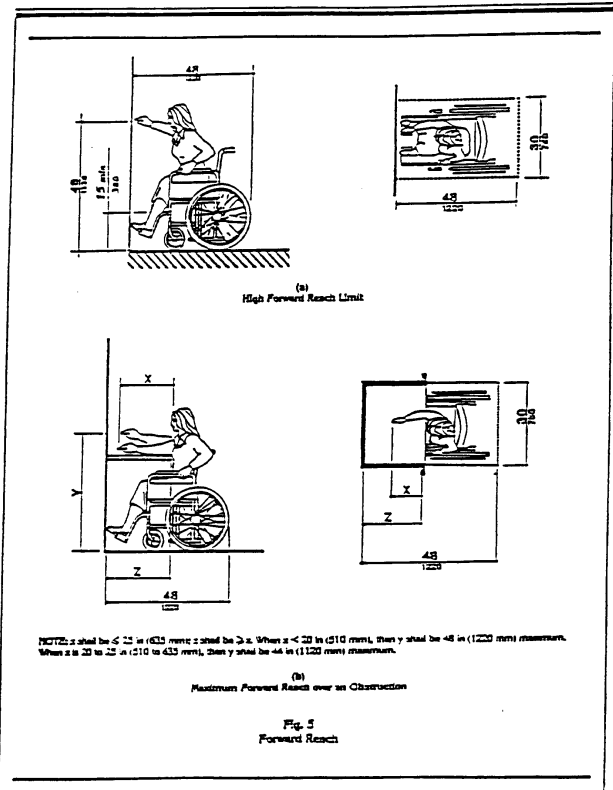 48
1220
48
1220
15 min
380
30
760
48
1220
(a)
High Forward Reach Limit
X
Y
Z
48
30
760
X
Z
48
1220
NOTE: x shall be ≤ 25 in (635 mm); z shall be ≥ x. When x < 20 in (510 mm), then y shall be 48 in (1220 mm) maximum.
When x is 20 to 25 in (510 to 635 mm), then y shall be 44 in (1120 mm) maximum.
(b)
Maximum Forward Reach over an Obstruction
Fig. 5
Forward Reach